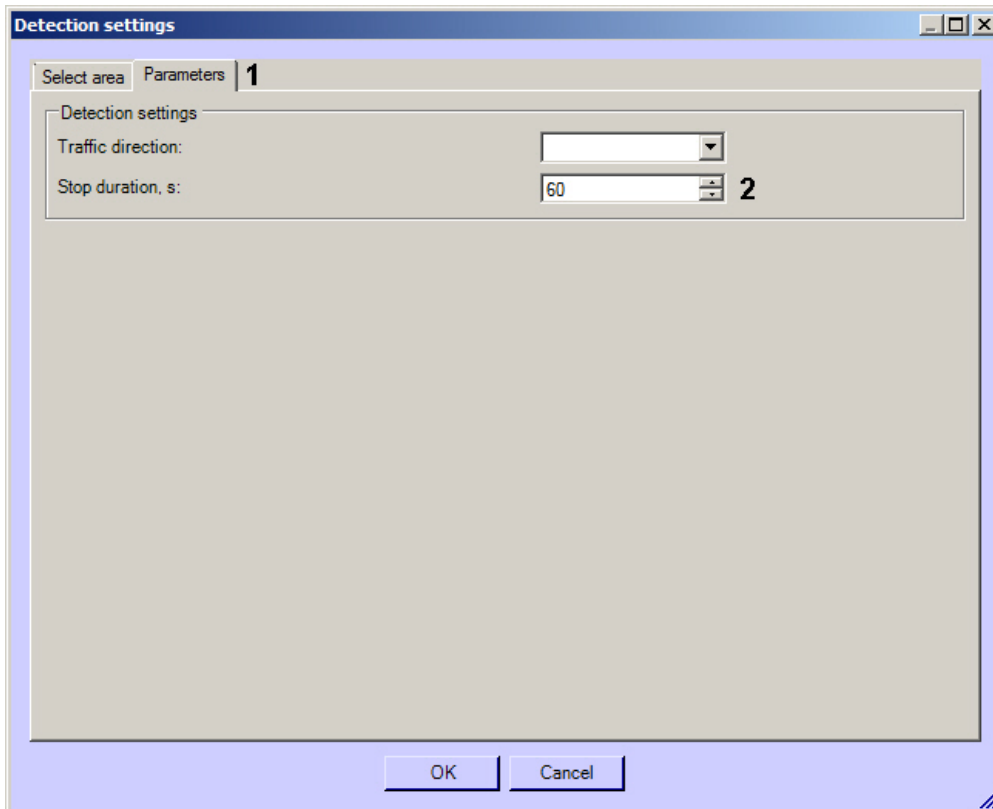 Detection settings
Select area Parameters 1
Detection settings
Traffic direction:
Stop duration, s: 60 2
OK Cancel